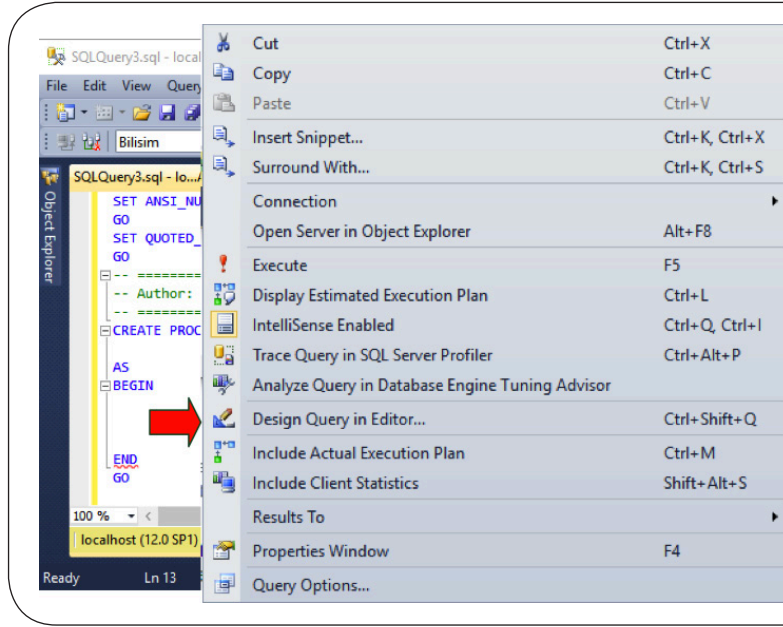 SQLQuery3.sql - local
File Edit View Query
Bilisim
SQLQuery3.sql - lo...
Object Explorer
SET ANSI_NU
GO
SET QUOTED_
GO
-- =========
-- Author:
-- =========
CREATE PROC
AS
BEGIN
END
GO
100 %
localhost (12.0 SP1)
Ready Ln 13
Cut Ctrl+X
Copy Ctrl+C
Paste Ctrl+V
Insert Snippet... Ctrl+K, Ctrl+X
Surround With... Ctrl+K, Ctrl+S
Connection
Open Server in Object Explorer Alt+F8
Execute F5
Display Estimated Execution Plan Ctrl+L
IntelliSense Enabled Ctrl+Q, Ctrl+I
Trace Query in SQL Server Profiler Ctrl+Alt+P
Analyze Query in Database Engine Tuning Advisor
Design Query in Editor... Ctrl+Shift+Q
Include Actual Execution Plan Ctrl+M
Include Client Statistics Shift+Alt+S
Results To
Properties Window F4
Query Options...